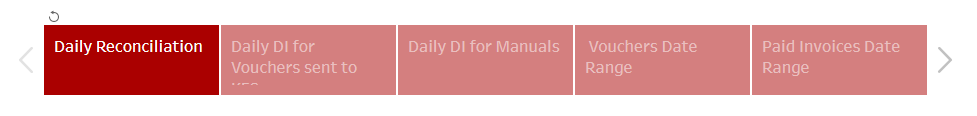 Daily Reconciliation
Daily DI for
Vouchers sent to
Daily DI for Manuals
Vouchers Date
Range
Paid Invoices Date
Range